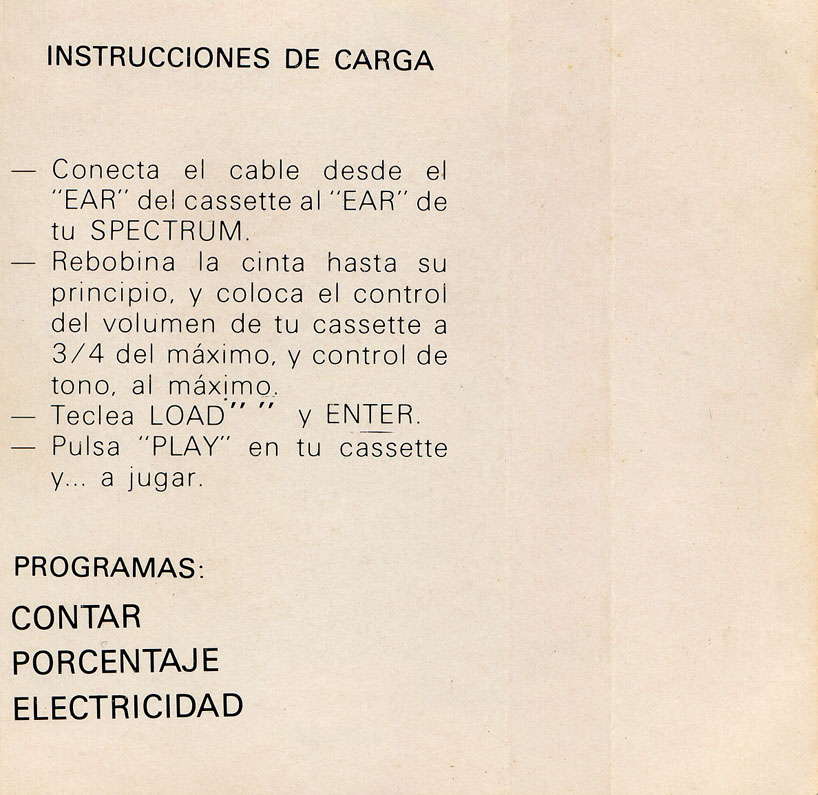 INSTRUCCIONES DE CARGA
— Conecta el cable desde el
"EAR" del cassette al "EAR" de
tu SPECTRUM.
— Rebobina la cinta hasta su
principio, y coloca el control
del volumen de tu cassette a
3/4 del máximo, y control de
tono, al máximo.
— Teclea LOAD" " y ENTER.
— Pulsa "PLAY" en tu cassette
y... a jugar.
PROGRAMAS:
CONTAR
PORCENTAJE
ELECTRICIDAD